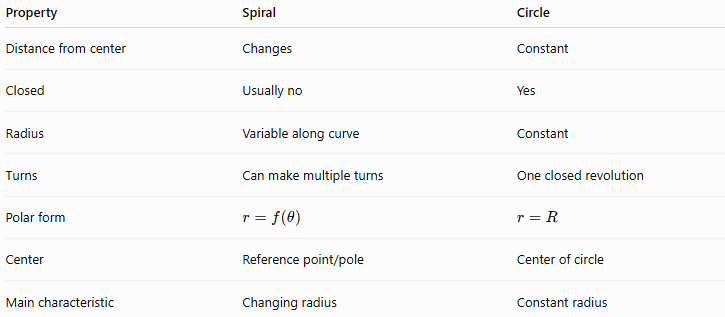 Property Spiral Circle
Distance from center Changes Constant
Closed Usually no Yes
Radius Variable along curve Constant
Turns Can make multiple turns One closed revolution
Polar form r = f(θ) r = R
Center Reference point/pole Center of circle
Main characteristic Changing radius Constant radius